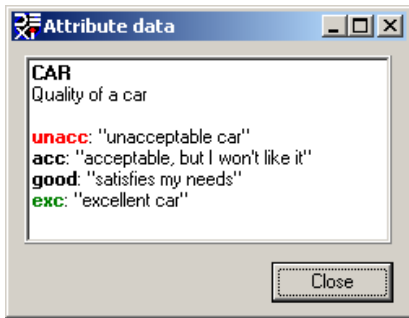 Attribute data
CAR
Quality of a car
unacc: "unacceptable car"
acc: "acceptable, but I won't like it"
good: "satisfies my needs"
exc: "excellent car"
Close